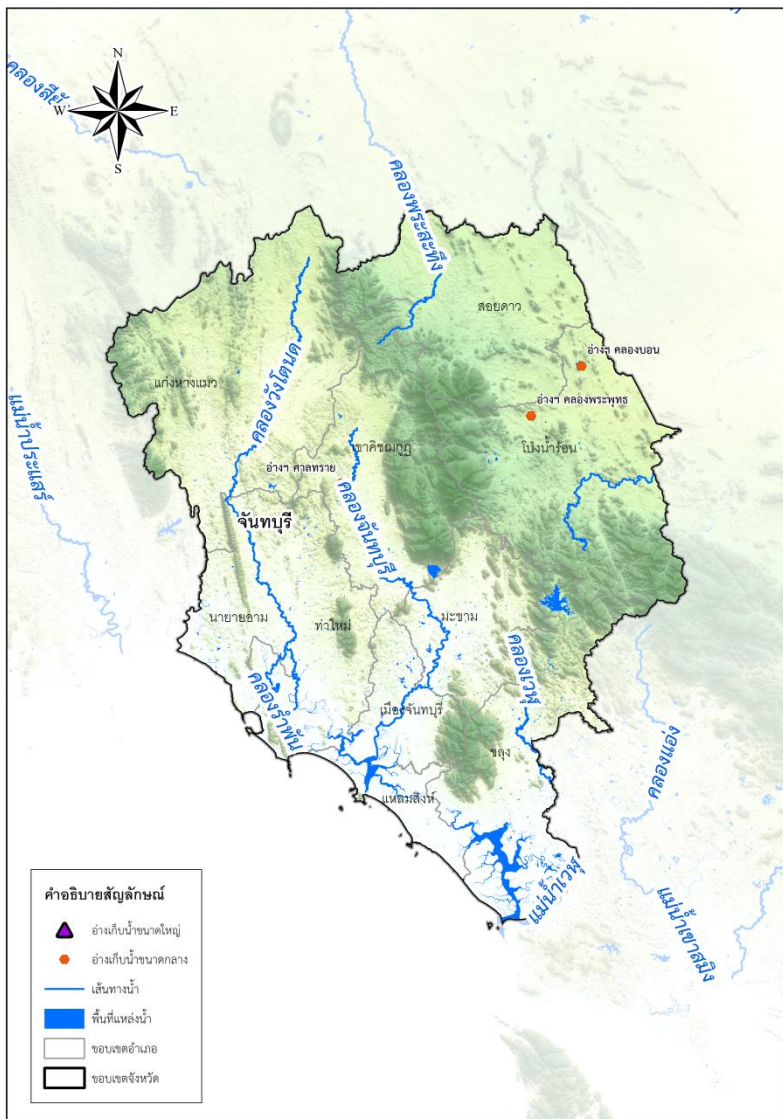 N
W
E
S
คลองสียัด
คลองพระสะทึง
สอยดาว
อ่างฯ คลองบอน
แก่งหางแมว
คลองวังโตนด
อ่างฯ คลองพระพุทธ
แม่น้ำประแสร์
เขาคิชฌกูฏ
โป่งน้ำร้อน
อ่างฯ ศาลทราย
จันทบุรี
คลองจันทบุรี
นายายอาม
ท่าใหม่
มะขาม
คลองเวฬุ
คลองรำพัน
เมืองจันทบุรี
ขลุง
คลองแอ่ง
แหลมสิงห์
แม่น้ำเวฬุ
แม่น้ำเขาสมิง
คำอธิบายสัญลักษณ์
อ่างเก็บน้ำขนาดใหญ่
อ่างเก็บน้ำขนาดกลาง
เส้นทางน้ำ
พื้นที่แหล่งน้ำ
ขอบเขตอำเภอ
ขอบเขตจังหวัด